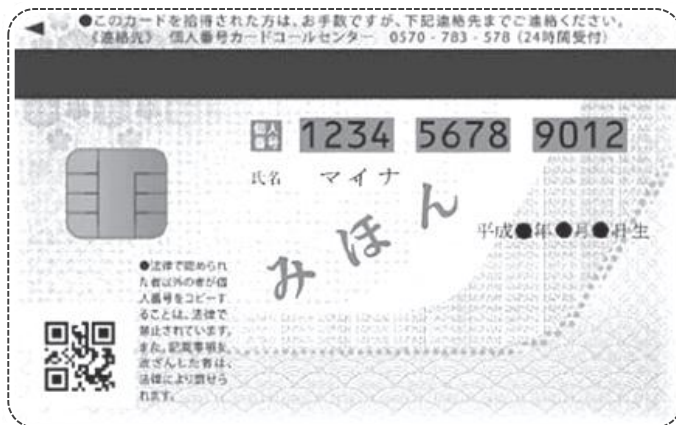 ●このカードを拾得された方は、お手数ですが、下記連絡先までご連絡ください。
《連絡先》 個人番号カードコールセンター 0570-783-578（24時間受付）
個人番号 1234 5678 9012
氏名 マイナ
平成●年●月●日生
みほん
●法律で認められ
た者以外の者が個
人番号をコピーす
ることは、法律で
禁止されています。
また、記載事項を
改ざんした者は、
法律により罰せら
れます。